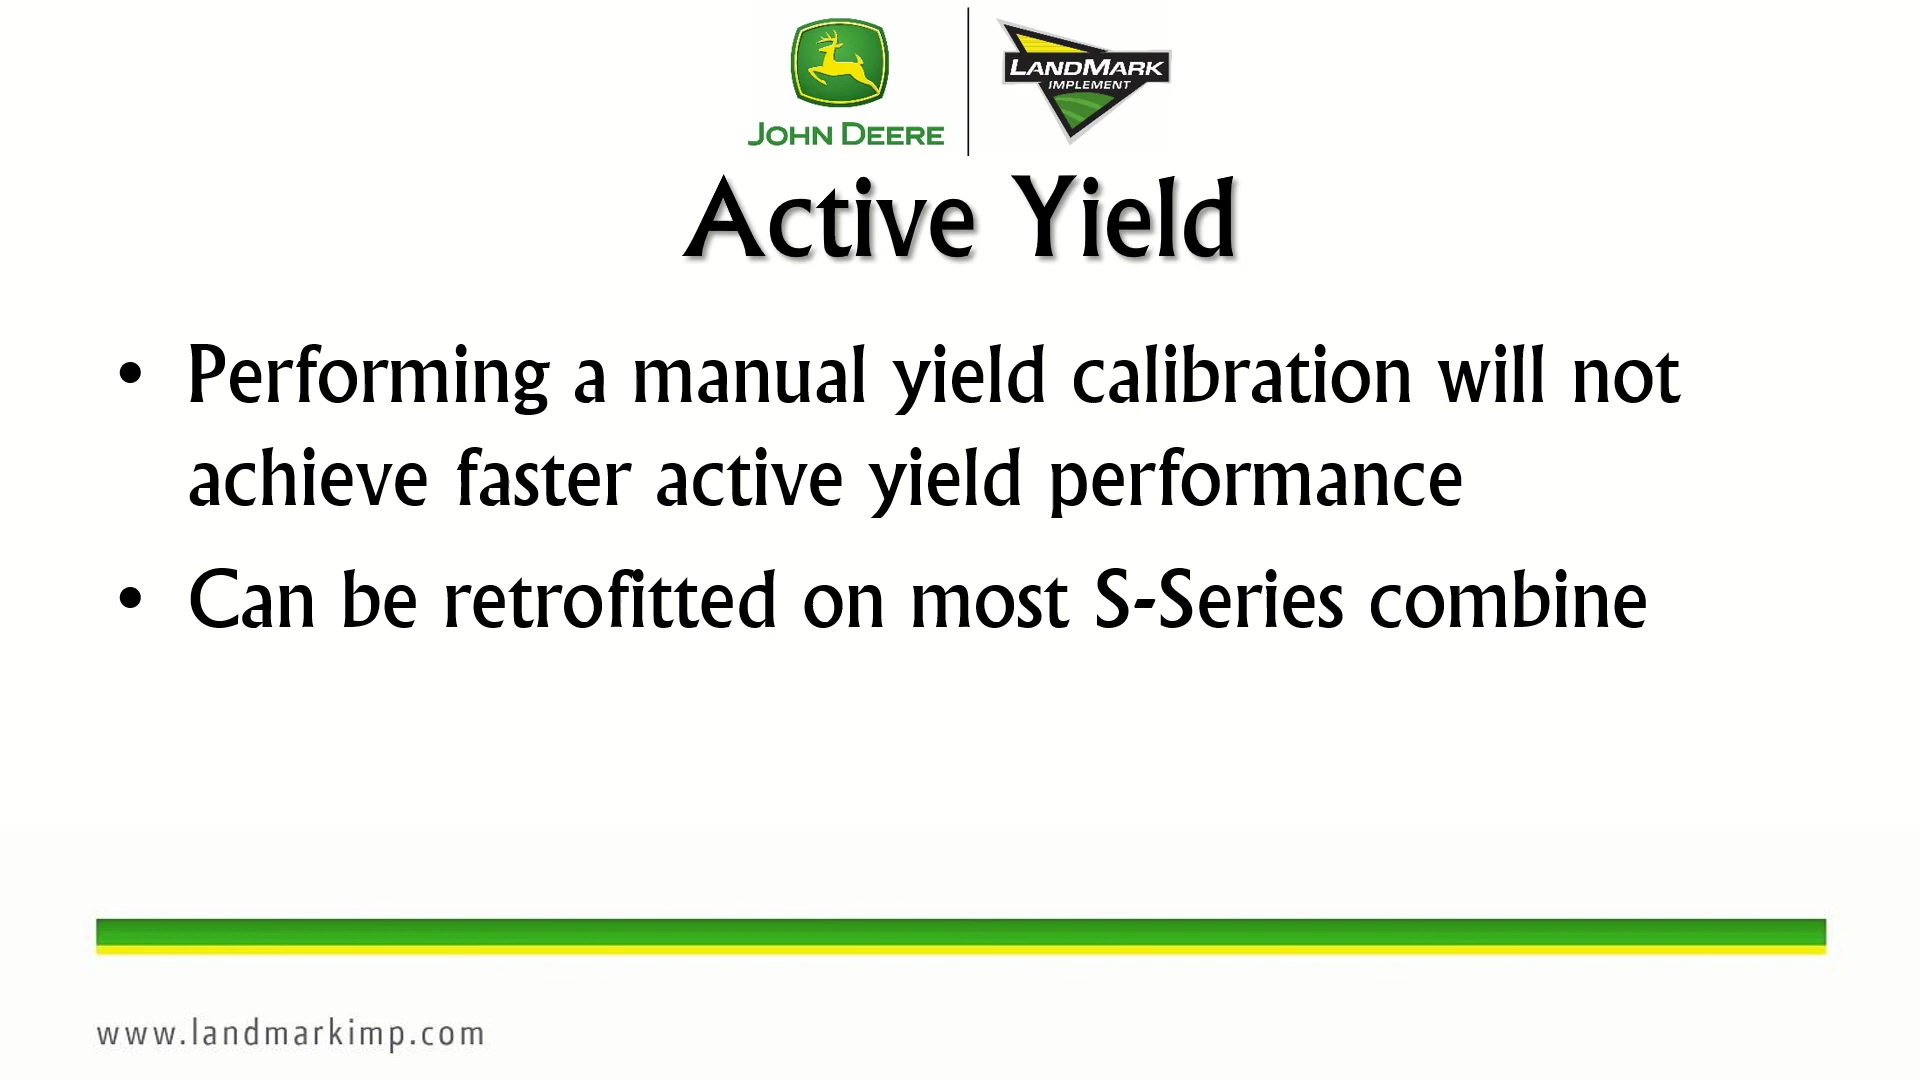 JOHN DEERE
LANDMARK
IMPLEMENT
Active Yield
• Performing a manual yield calibration will not
achieve faster active yield performance
• Can be retrofitted on most S-Series combine
www.landmarkimp.com